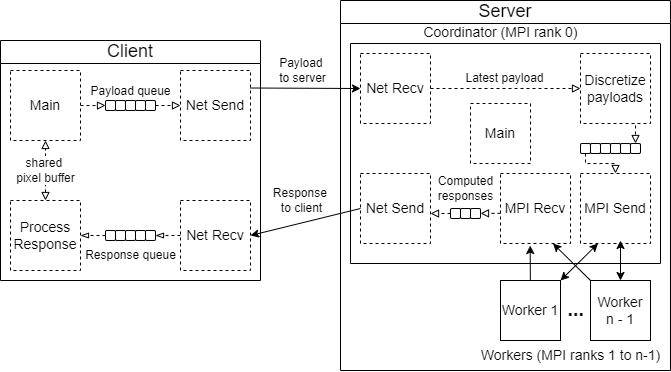 Server
Coordinator (MPI rank 0)
Client
Payload
to server
Main
Payload queue
Net Send
Net Recv
Latest payload
Discretize
payloads
Main
shared
pixel buffer
Response
to client
Computed
responses
Process
Response
Response queue
Net Recv
Net Send
MPI Recv
MPI Send
Worker 1
...
Worker
n - 1
Workers (MPI ranks 1 to n-1)